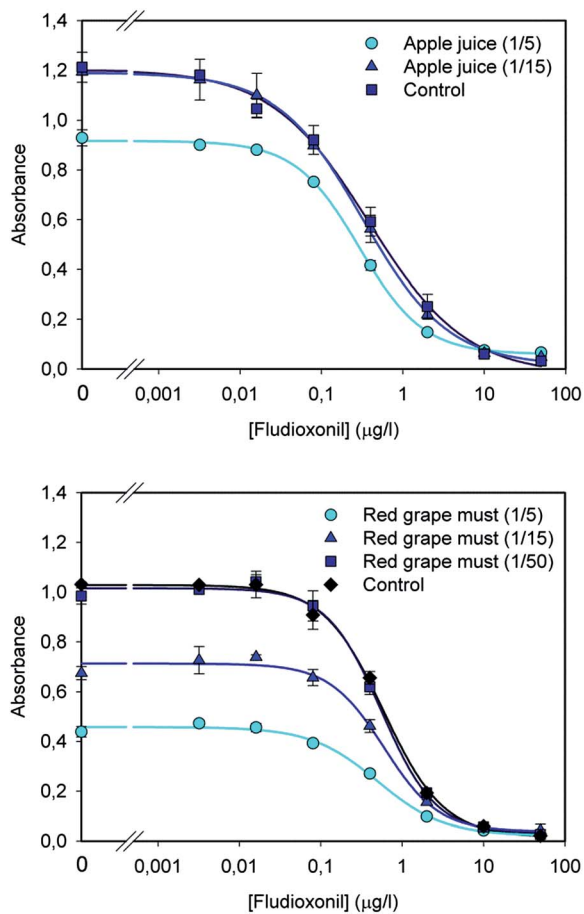 1,4
1,2
1,0
0,8
0,6
0,4
0,2
0,0
Absorbance
Apple juice (1/5)
Apple juice (1/15)
Control
0 0,001 0,01 0,1 1 10 100
[Fludioxonil] (µg/l)
1,4
1,2
1,0
0,8
0,6
0,4
0,2
0,0
Absorbance
Red grape must (1/5)
Red grape must (1/15)
Red grape must (1/50)
Control
0 0,001 0,01 0,1 1 10 100
[Fludioxonil] (µg/l)